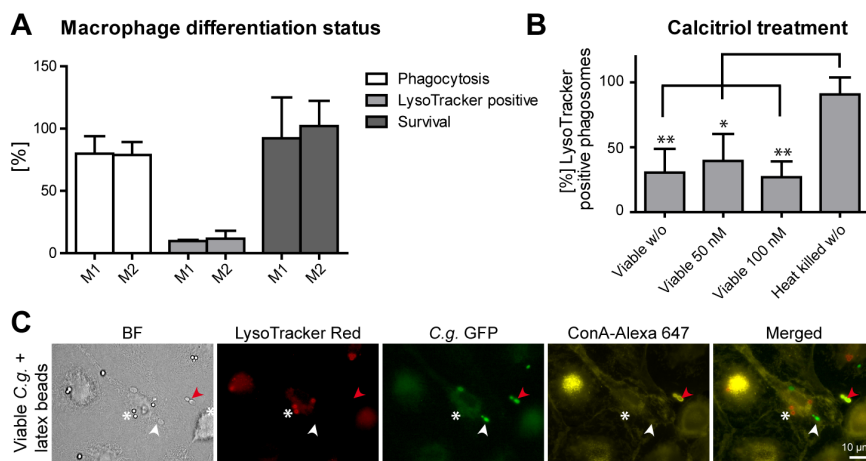 A Macrophage differentiation status
150
100
50
0
[%]
M1
M2
M1
M2
M1
M2
Phagocytosis
LysoTracker positive
Survival
B Calcitriol treatment
[%] LysoTracker
positive phagosomes
100
50
0
**
*
**
Viable w/o
Viable 50 nM
Viable 100 nM
Heat killed w/o
C
BF
LysoTracker Red
C.g. GFP
ConA-Alexa 647
Merged
Viable C.g. +
latex beads
*
*
*
*
*
*
10 µm